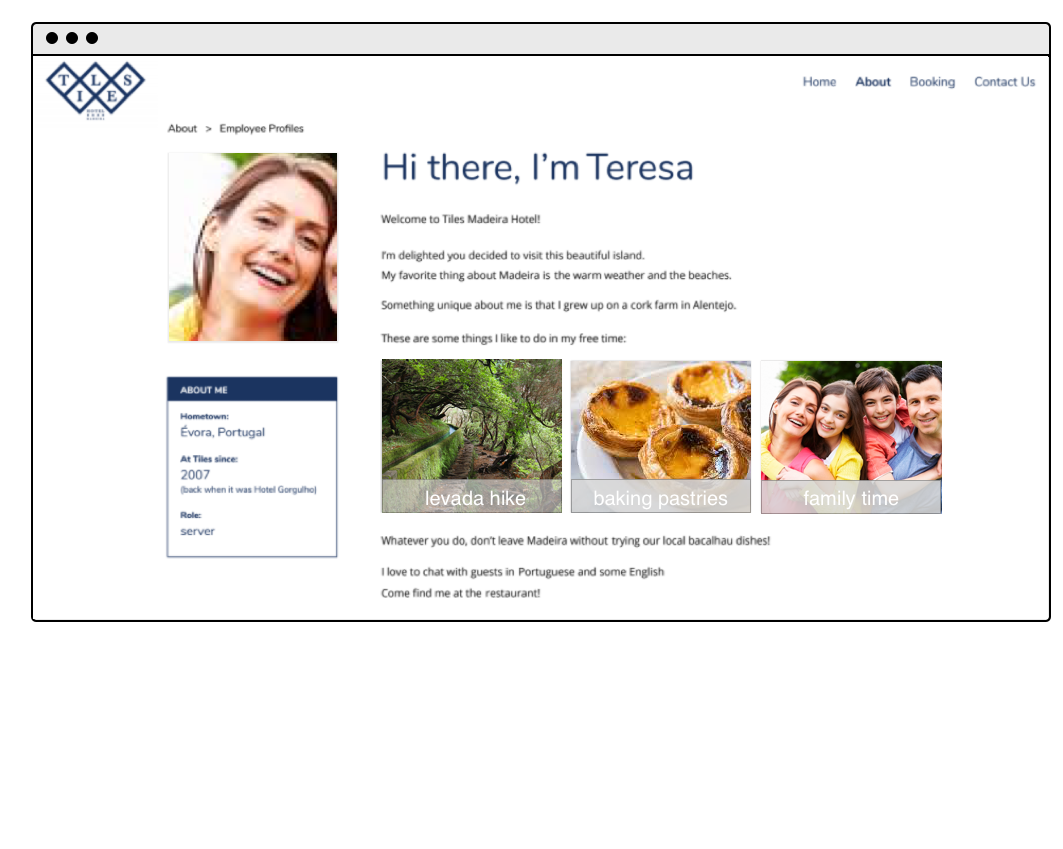 T L S
I E
HOTEL
Home About Booking Contact Us
About > Employee Profiles
Hi there, I'm Teresa
Welcome to Tiles Madeira Hotel!
I'm delighted you decided to visit this beautiful island.
My favorite thing about Madeira is the warm weather and the beaches.
Something unique about me is that I grew up on a cork farm in Alentejo.
These are some things I like to do in my free time:
ABOUT ME
Hometown:
Évora, Portugal
At Tiles since:
2007
(back when it was Hotel Gorgulho)
Role:
server
levada hike
baking pastries
family time
Whatever you do, don't leave Madeira without trying our local bacalhau dishes!
I love to chat with guests in Portuguese and some English
Come find me at the restaurant!